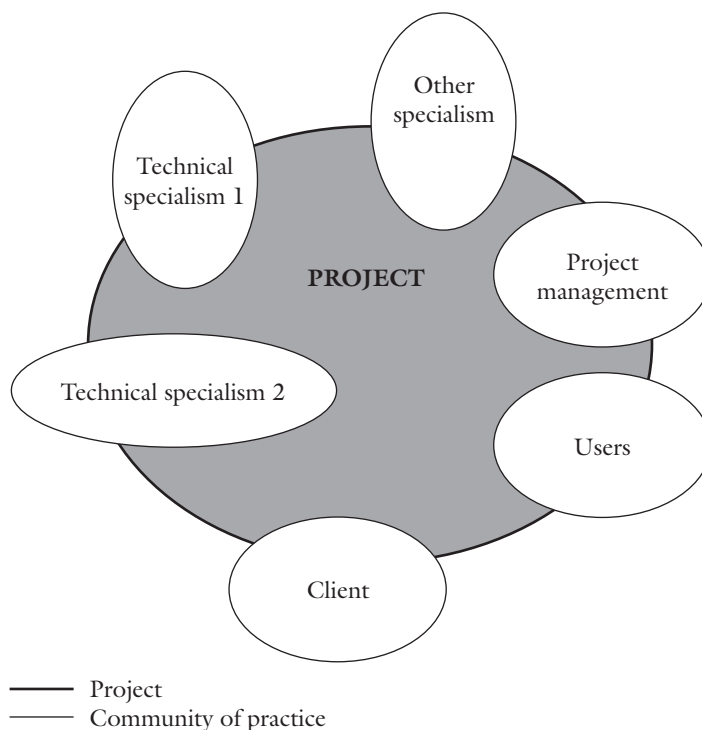 Other
specialism
Technical
specialism 1
PROJECT
Project
management
Technical specialism 2
Users
Client
Project
Community of practice